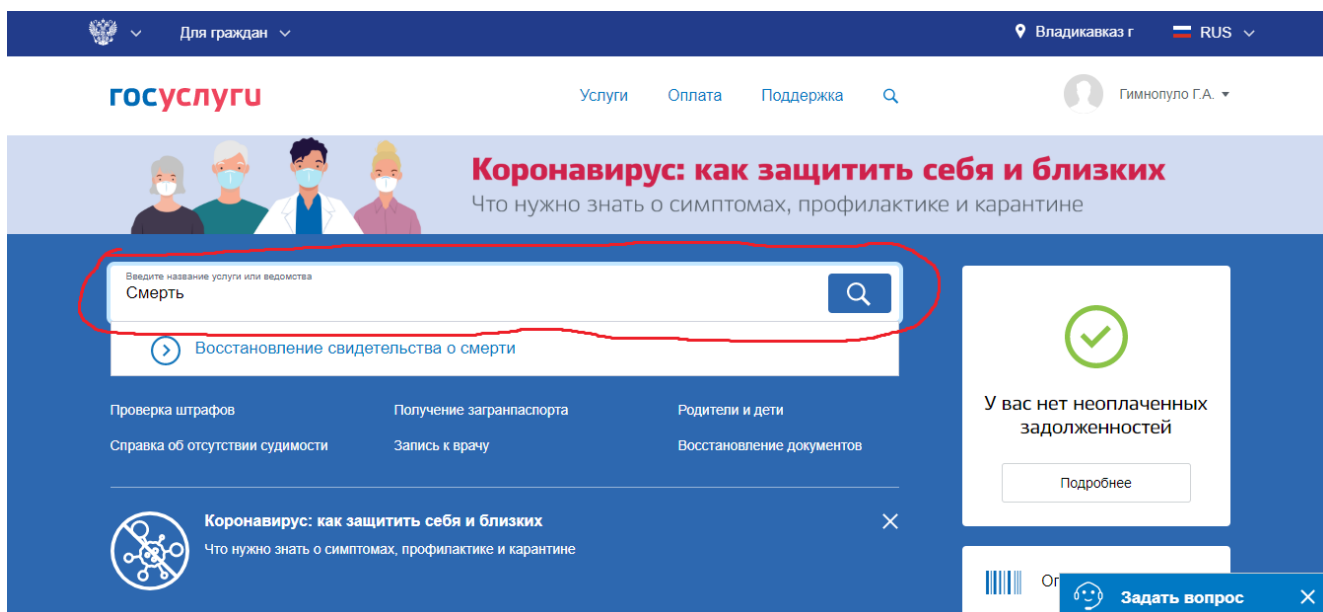 Для граждан
Владикавказ г
RUS
госуслуги
Услуги
Оплата
Поддержка
Гимнопуло Г.А.
Коронавирус: как защитить себя и близких
Что нужно знать о симптомах, профилактике и карантине
Введите название услуги или ведомства
Смерть
Восстановление свидетельства о смерти
Проверка штрафов
Получение загранпаспорта
Родители и дети
Справка об отсутствии судимости
Запись к врачу
Восстановление документов
У вас нет неоплаченных
задолженностей
Подробнее
Коронавирус: как защитить себя и близких
Что нужно знать о симптомах, профилактике и карантине
Задать вопрос